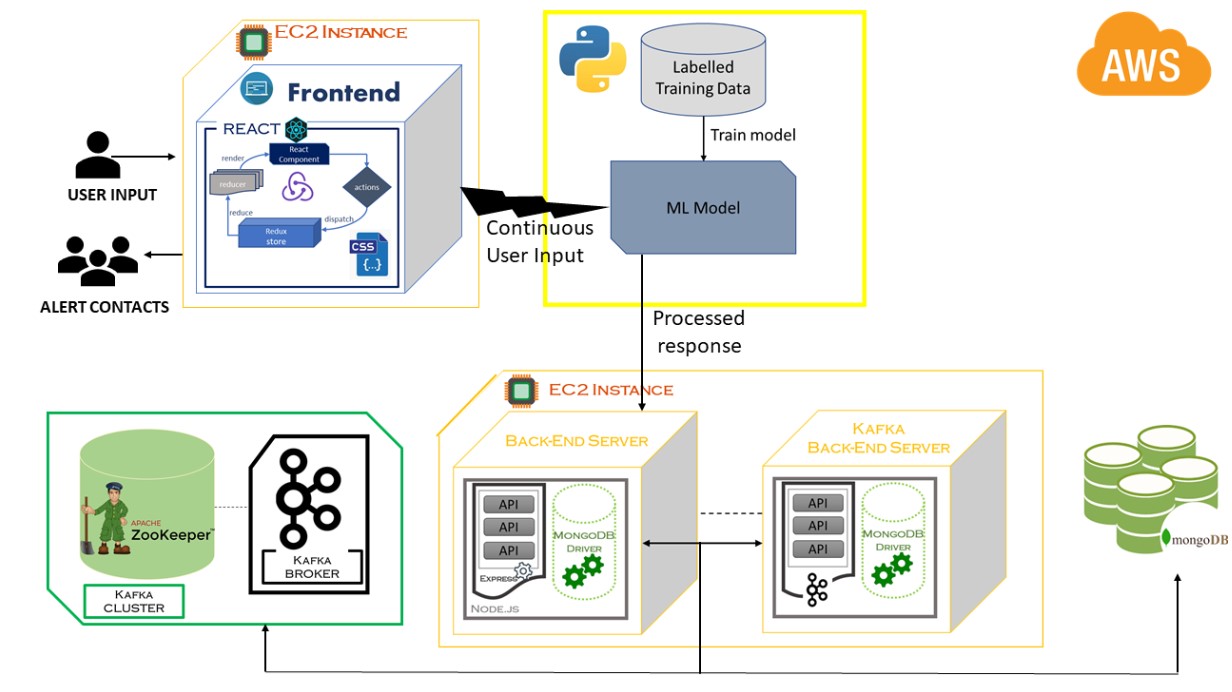 EC2 INSTANCE
Frontend
REACT
React
Component
render
reducer
actions
reduce
dispatch
Redux
store
CSS
{..}
USER INPUT
ALERT CONTACTS
Labelled
Training Data
Train model
ML Model
Continuous
User Input
AWS
Processed
response
EC2 INSTANCE
BACK-END SERVER
API
API
API
EXPRESS
NODE.JS
MONGODB
DRIVER
KAFKA
BACK-END SERVER
API
API
API
MONGODB
DRIVER
APACHE
ZooKeeper™
KAFKA
BROKER
KAFKA
CLUSTER
mongoDB